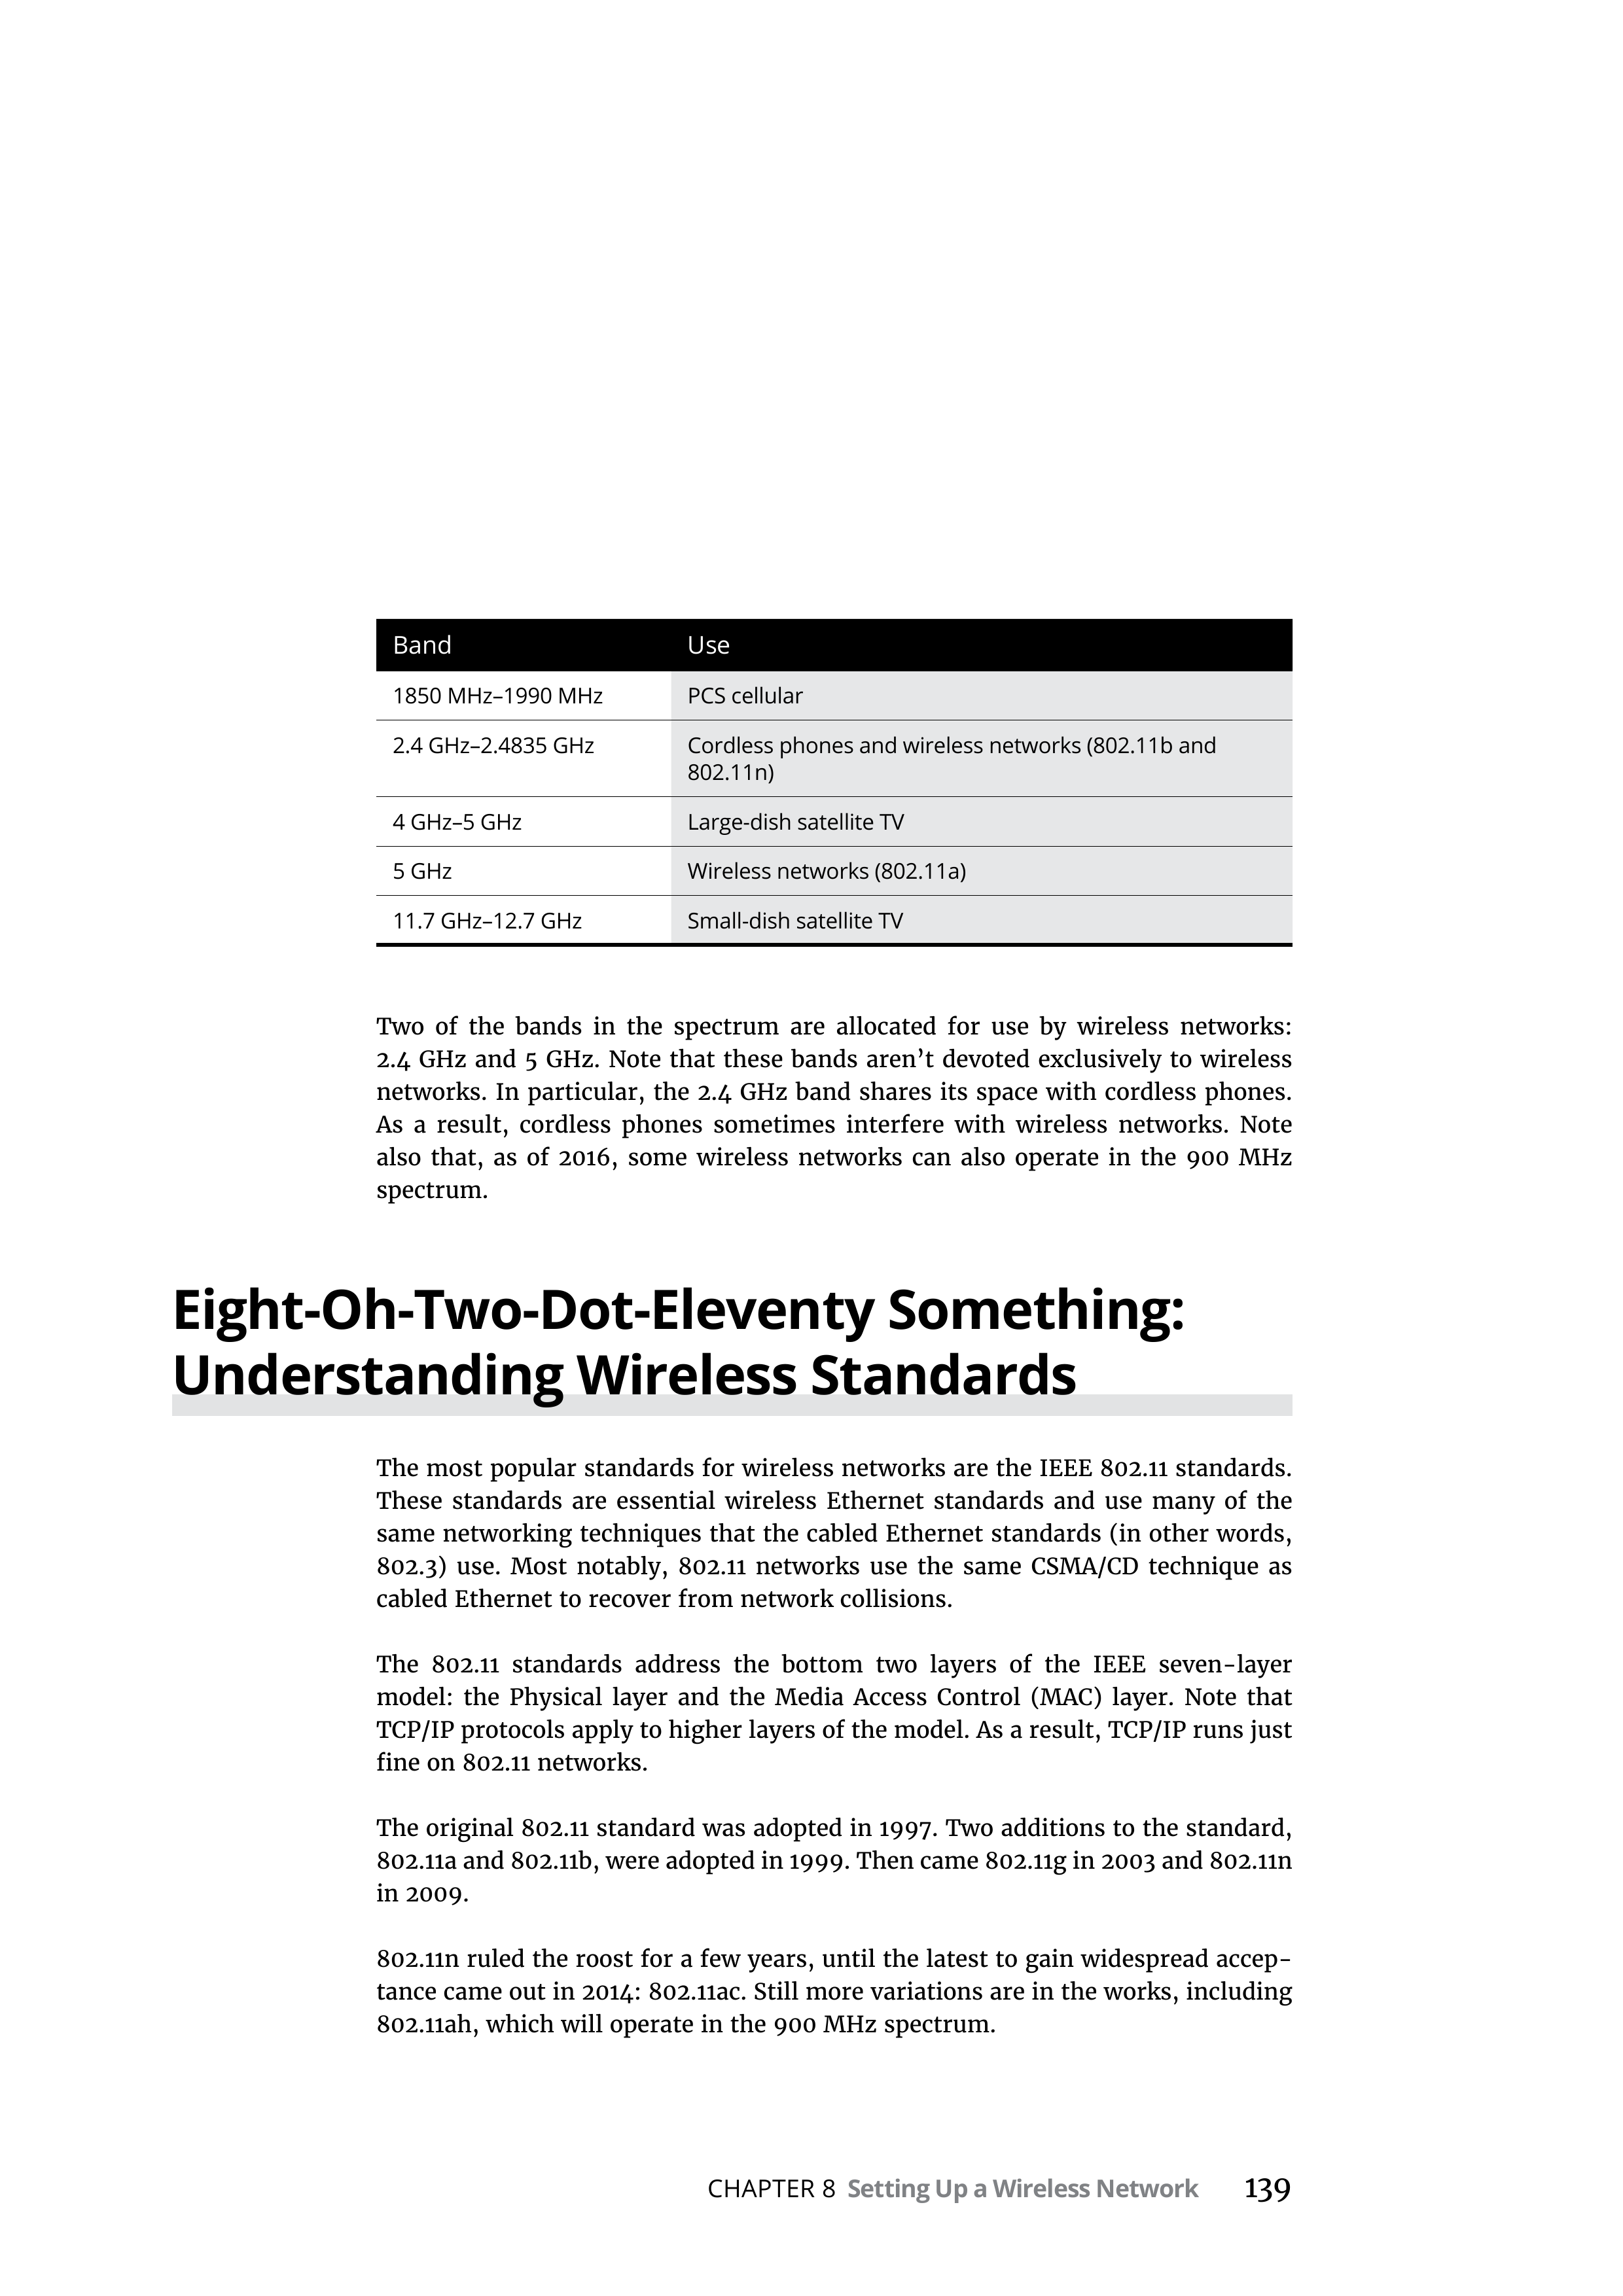 Band Use
1850 MHz–1990 MHz PCS cellular
2.4 GHz–2.4835 GHz Cordless phones and wireless networks (802.11b and
802.11n)
4 GHz–5 GHz Large-dish satellite TV
5 GHz Wireless networks (802.11a)
11.7 GHz–12.7 GHz Small-dish satellite TV
Two of the bands in the spectrum are allocated for use by wireless networks:
2.4 GHz and 5 GHz. Note that these bands aren’t devoted exclusively to wireless
networks. In particular, the 2.4 GHz band shares its space with cordless phones.
As a result, cordless phones sometimes interfere with wireless networks. Note
also that, as of 2016, some wireless networks can also operate in the 900 MHz
spectrum.
Eight-Oh-Two-Dot-Eleventy Something:
Understanding Wireless Standards
The most popular standards for wireless networks are the IEEE 802.11 standards.
These standards are essential wireless Ethernet standards and use many of the
same networking techniques that the cabled Ethernet standards (in other words,
802.3) use. Most notably, 802.11 networks use the same CSMA/CD technique as
cabled Ethernet to recover from network collisions.
The 802.11 standards address the bottom two layers of the IEEE seven-layer
model: the Physical layer and the Media Access Control (MAC) layer. Note that
TCP/IP protocols apply to higher layers of the model. As a result, TCP/IP runs just
fine on 802.11 networks.
The original 802.11 standard was adopted in 1997. Two additions to the standard,
802.11a and 802.11b, were adopted in 1999. Then came 802.11g in 2003 and 802.11n
in 2009.
802.11n ruled the roost for a few years, until the latest to gain widespread accep-
tance came out in 2014: 802.11ac. Still more variations are in the works, including
802.11ah, which will operate in the 900 MHz spectrum.
CHAPTER 8 Setting Up a Wireless Network 139